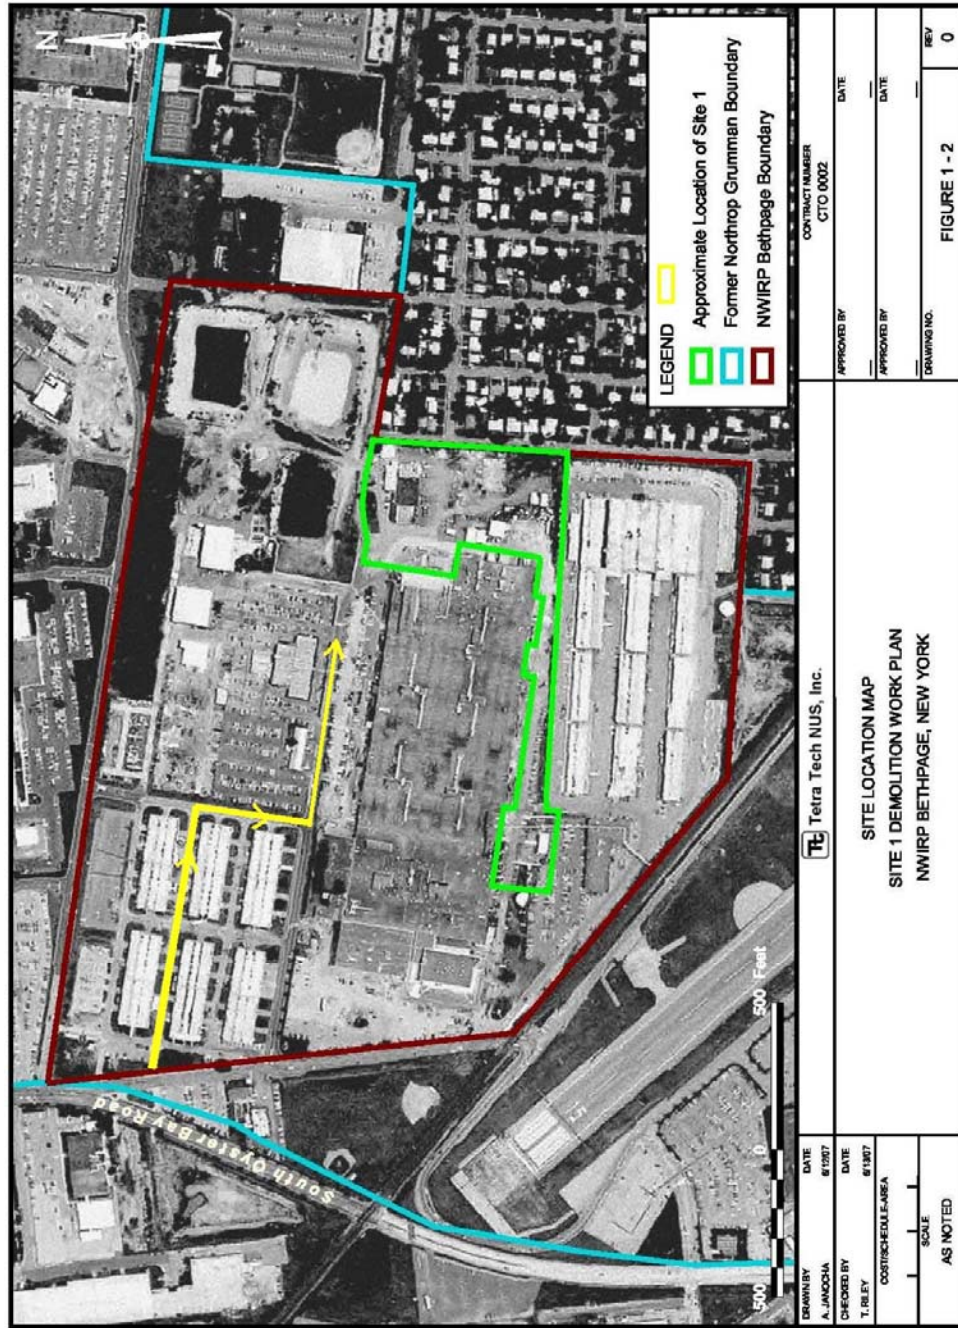 N
South Oyster Bay Road
15
500
0
500 Feet
LEGEND
Approximate Location of Site 1
Former Northrop Grumman Boundary
NWIRP Bethpage Boundary
DRAWN BY DATE
A. JANOCHA 6/12/07
CHECKED BY DATE
T. RILEY 6/13/07
COST/SCHEDULE-AREA
SCALE
AS NOTED
Tt Tetra Tech NUS, Inc.
SITE LOCATION MAP
SITE 1 DEMOLITION WORK PLAN
NWIRP BETHPAGE, NEW YORK
CONTRACT NUMBER
CTO 0002
APPROVED BY DATE
APPROVED BY DATE
DRAWING NO. REV
FIGURE 1 - 2 0